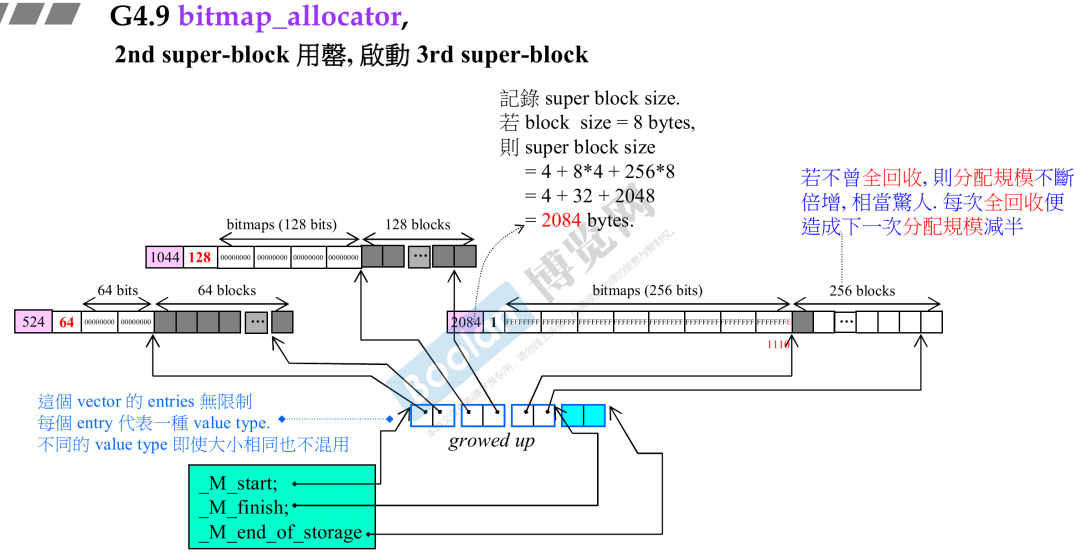 G4.9 bitmap_allocator,
2nd super-block 用罄, 啟動 3rd super-block
記錄 super block size.
若 block size = 8 bytes,
則 super block size
= 4 + 8*4 + 256*8
= 4 + 32 + 2048
= 2084 bytes.
若不曾全回收, 則分配規模不斷
倍增, 相當驚人. 每次全回收便
造成下一次分配規模減半
bitmaps (128 bits) 128 blocks
1044 128 00000000 00000000 00000000 00000000 ...
64 bits 64 blocks
524 64 00000000 00000000 ...
bitmaps (256 bits) 256 blocks
2084 1 FFFFFFFF FFFFFFFF FFFFFFFF FFFFFFFF FFFFFFFF FFFFFFFF FFFFFFFF FFFFFFFE ...
1110
這個 vector 的 entries 無限制
每個 entry 代表一種 value type.
不同的 value type 即使大小相同也不混用
growed up
_M_start;
_M_finish;
_M_end_of_storage
Boolan 博览网